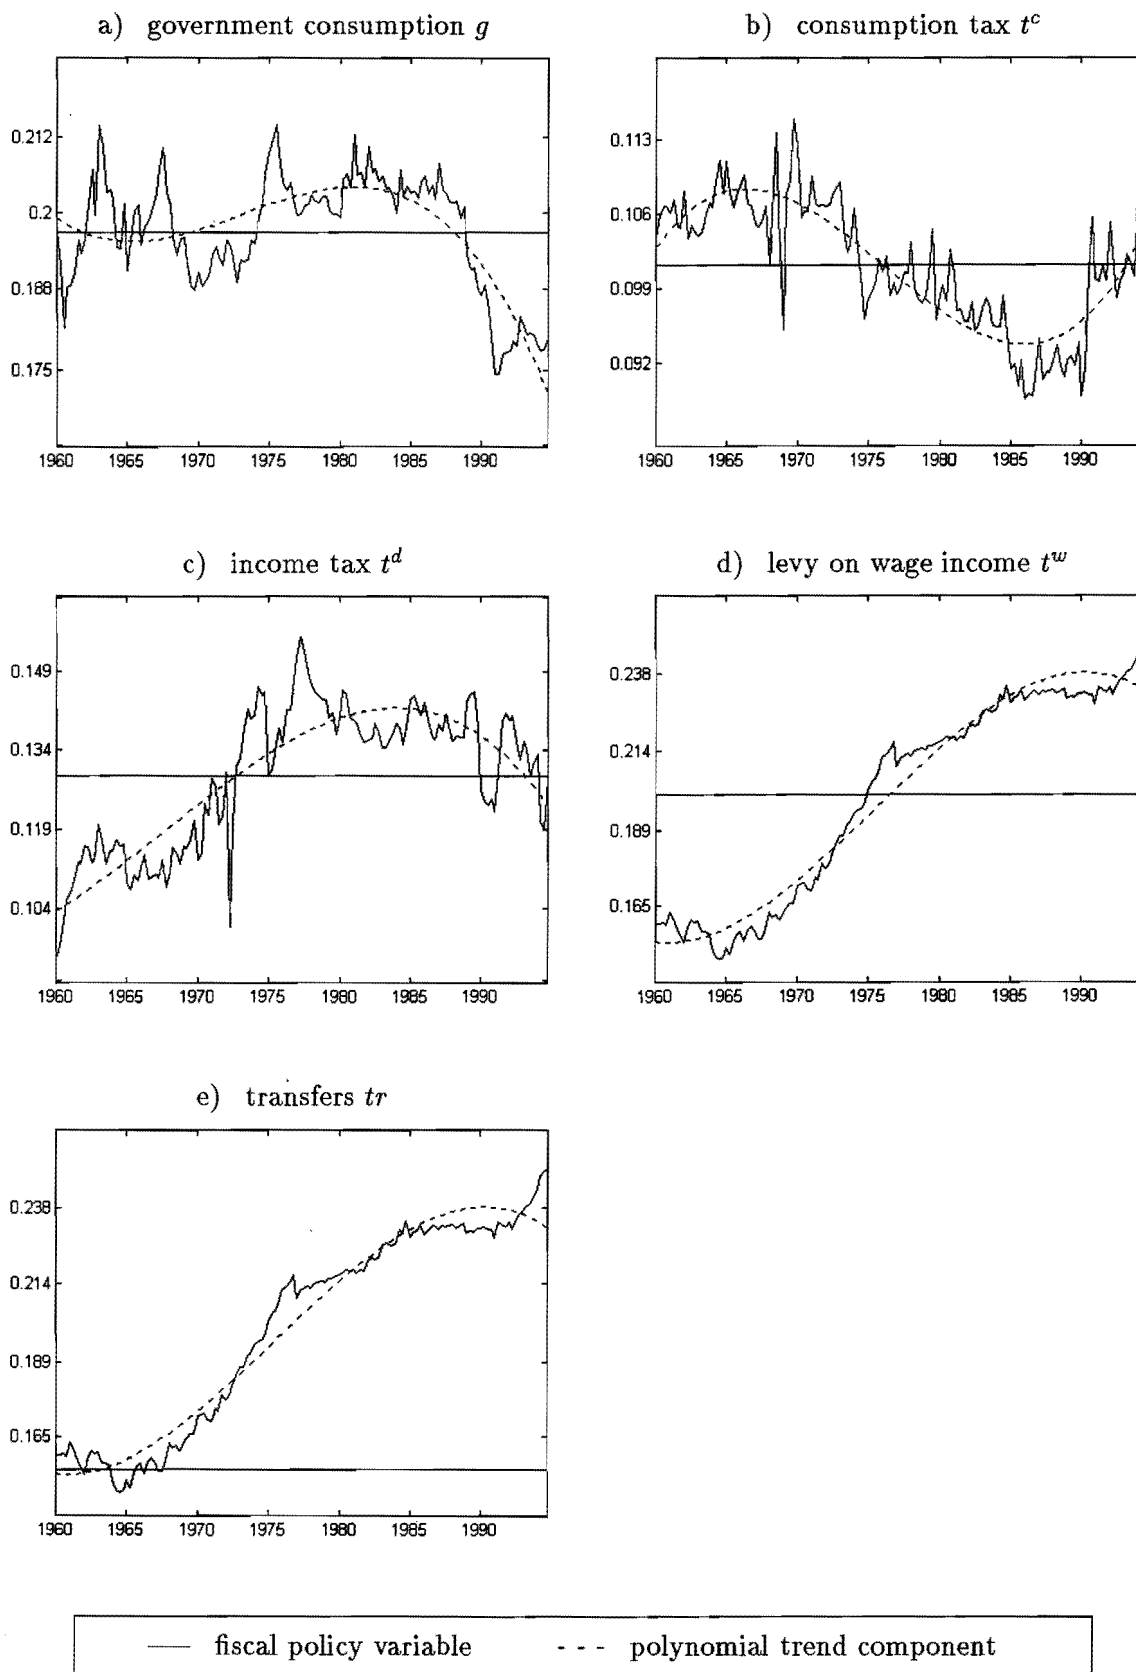 a) government consumption g
0.212
0.2
0.188
0.175
1960 1965 1970 1975 1980 1985 1990
b) consumption tax t^c
0.113
0.106
0.099
0.092
1960 1965 1970 1975 1980 1985 1990
c) income tax t^d
0.149
0.134
0.119
0.104
1960 1965 1970 1975 1980 1985 1990
d) levy on wage income t^w
0.238
0.214
0.189
0.165
1960 1965 1970 1975 1980 1985 1990
e) transfers tr
0.238
0.214
0.189
0.165
1960 1965 1970 1975 1980 1985 1990
fiscal policy variable - - - polynomial trend component